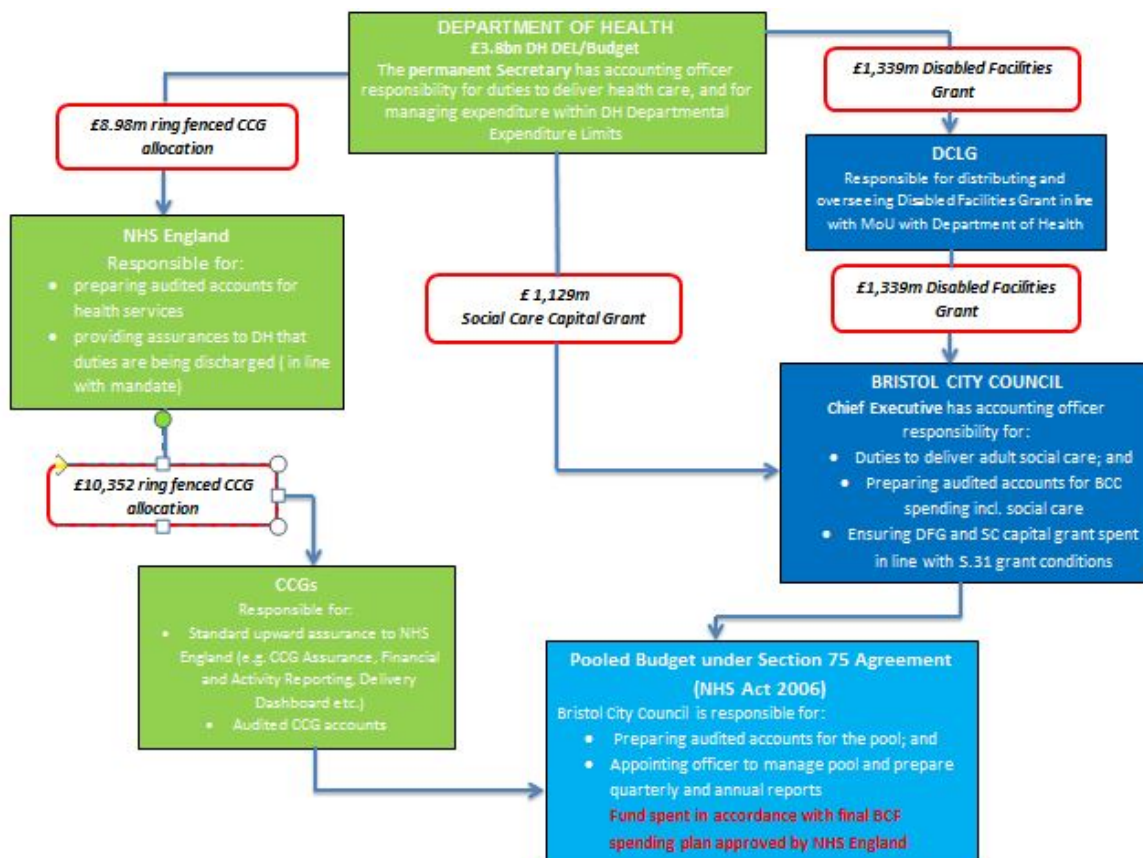 DEPARTMENT OF HEALTH
£3.8bn DH DEL/Budget
The permanent Secretary has accounting officer
responsibility for duties to deliver health care, and for
managing expenditure within DH Departmental
Expenditure Limits
£8.98m ring fenced CCG
allocation
£1,339m Disabled Facilities
Grant
DCLG
Responsible for distributing and
overseeing Disabled Facilities Grant in line
with MoU with Department of Health
NHS England
Responsible for:
• preparing audited accounts for
health services
• providing assurances to DH that
duties are being discharged ( in line
with mandate)
£ 1,129m
Social Care Capital Grant
£1,339m Disabled Facilities
Grant
BRISTOL CITY COUNCIL
Chief Executive has accounting officer
responsibility for:
• Duties to deliver adult social care; and
• Preparing audited accounts for BCC
spending incl. social care
• Ensuring DFG and SC capital grant spent
in line with S.31 grant conditions
£10,352 ring fenced CCG
allocation
CCGs
Responsible for:
• Standard upward assurance to NHS
England (e.g. CCG Assurance, Financial
and Activity Reporting, Delivery
Dashboard etc.)
• Audited CCG accounts
Pooled Budget under Section 75 Agreement
(NHS Act 2006)
Bristol City Council is responsible for:
• Preparing audited accounts for the pool; and
• Appointing officer to manage pool and prepare
quarterly and annual reports
Fund spent in accordance with final BCF
spending plan approved by NHS England